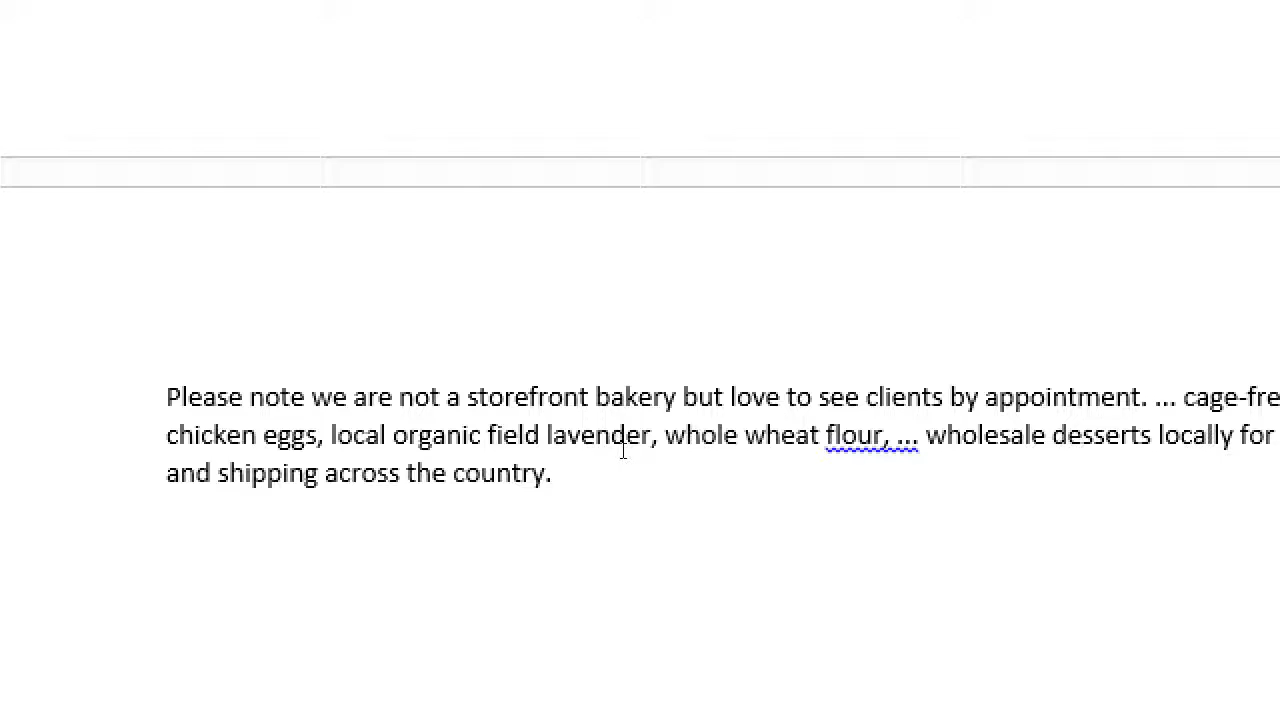 Please note we are not a storefront bakery but love to see clients by appointment. ... cage-fre
chicken eggs, local organic field lavender, whole wheat flour, ... wholesale desserts locally for
and shipping across the country.